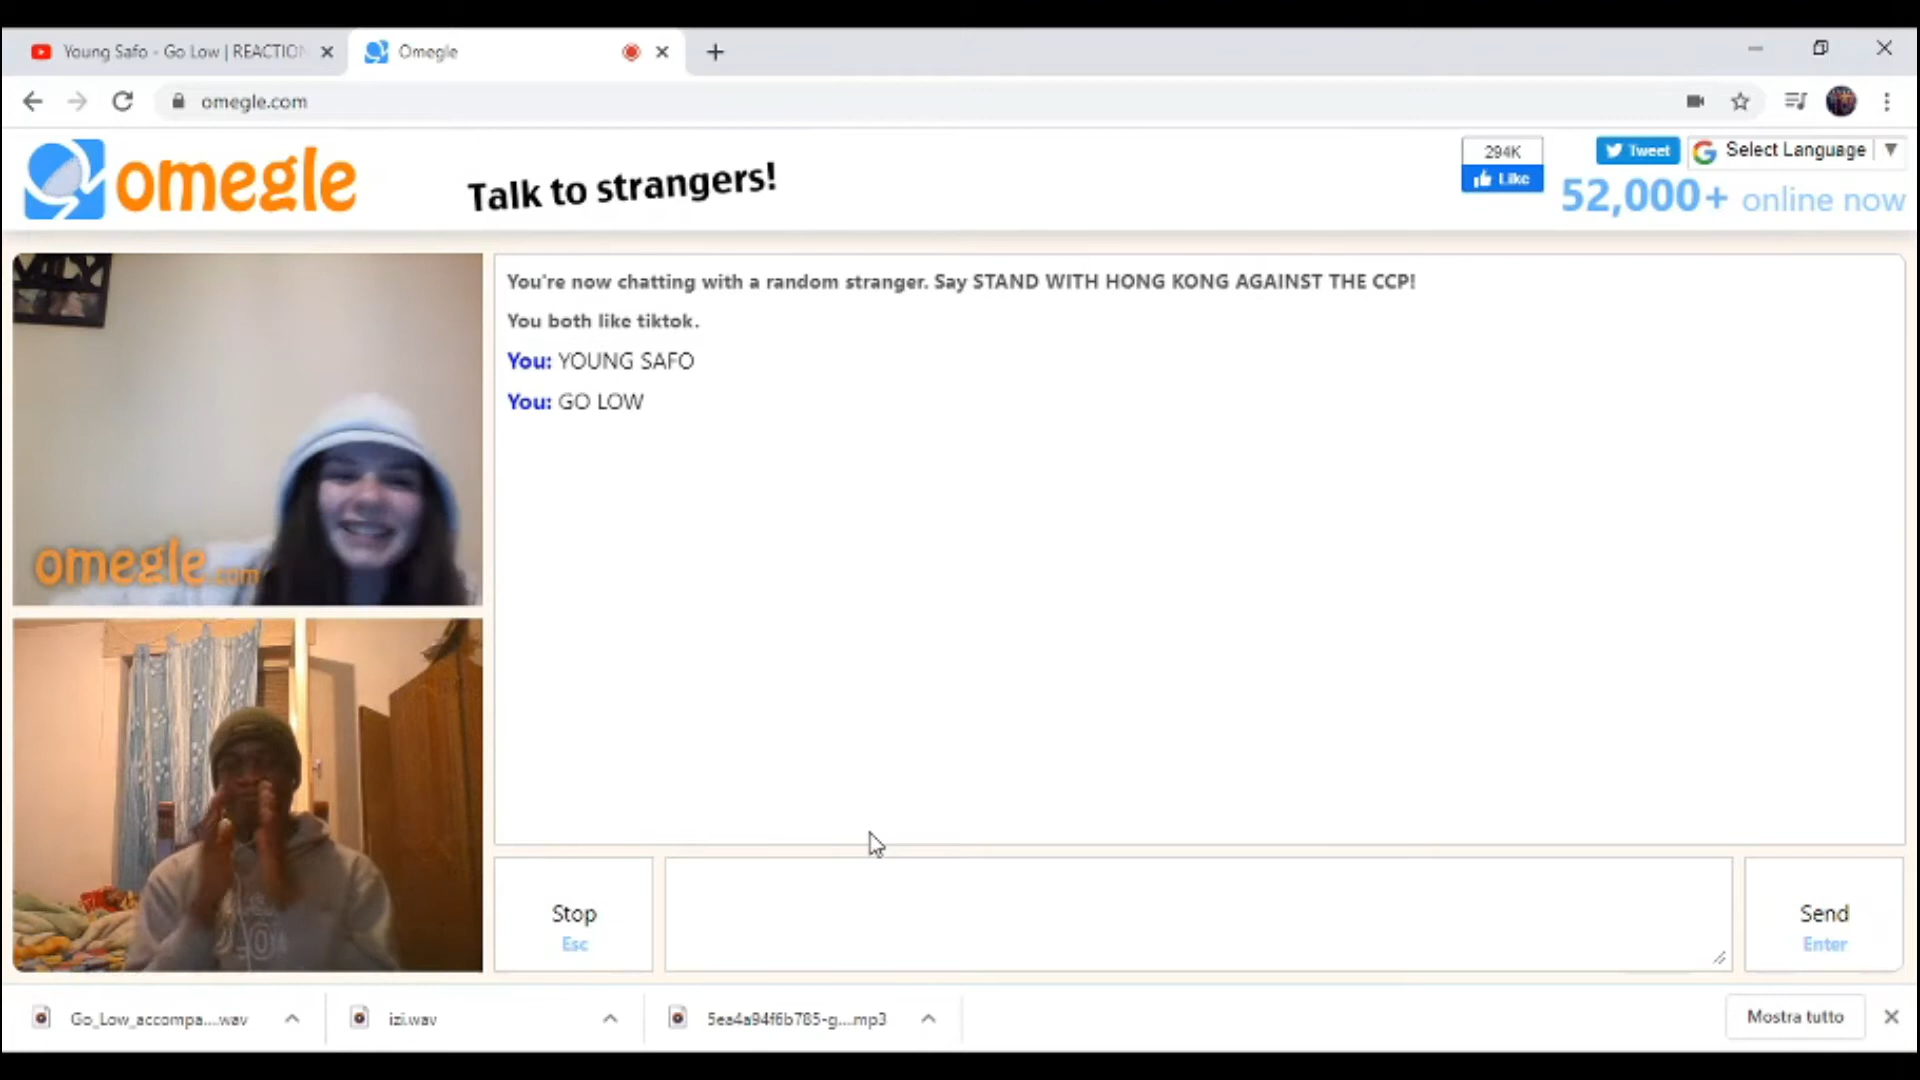 Young Safo - Go Low | REACTION
Omegle
omegle.com
omegle
Talk to strangers!
294K
Like
Tweet
Select Language
52,000+ online now
You're now chatting with a random stranger. Say STAND WITH HONG KONG AGAINST THE CCP!
You both like tiktok.
You: YOUNG SAFO
You: GO LOW
omegle.com
Stop
Esc
Send
Enter
Go_Low_accompa....wav
izi.wav
5ea4a94f6b785-g....mp3
Mostra tutto